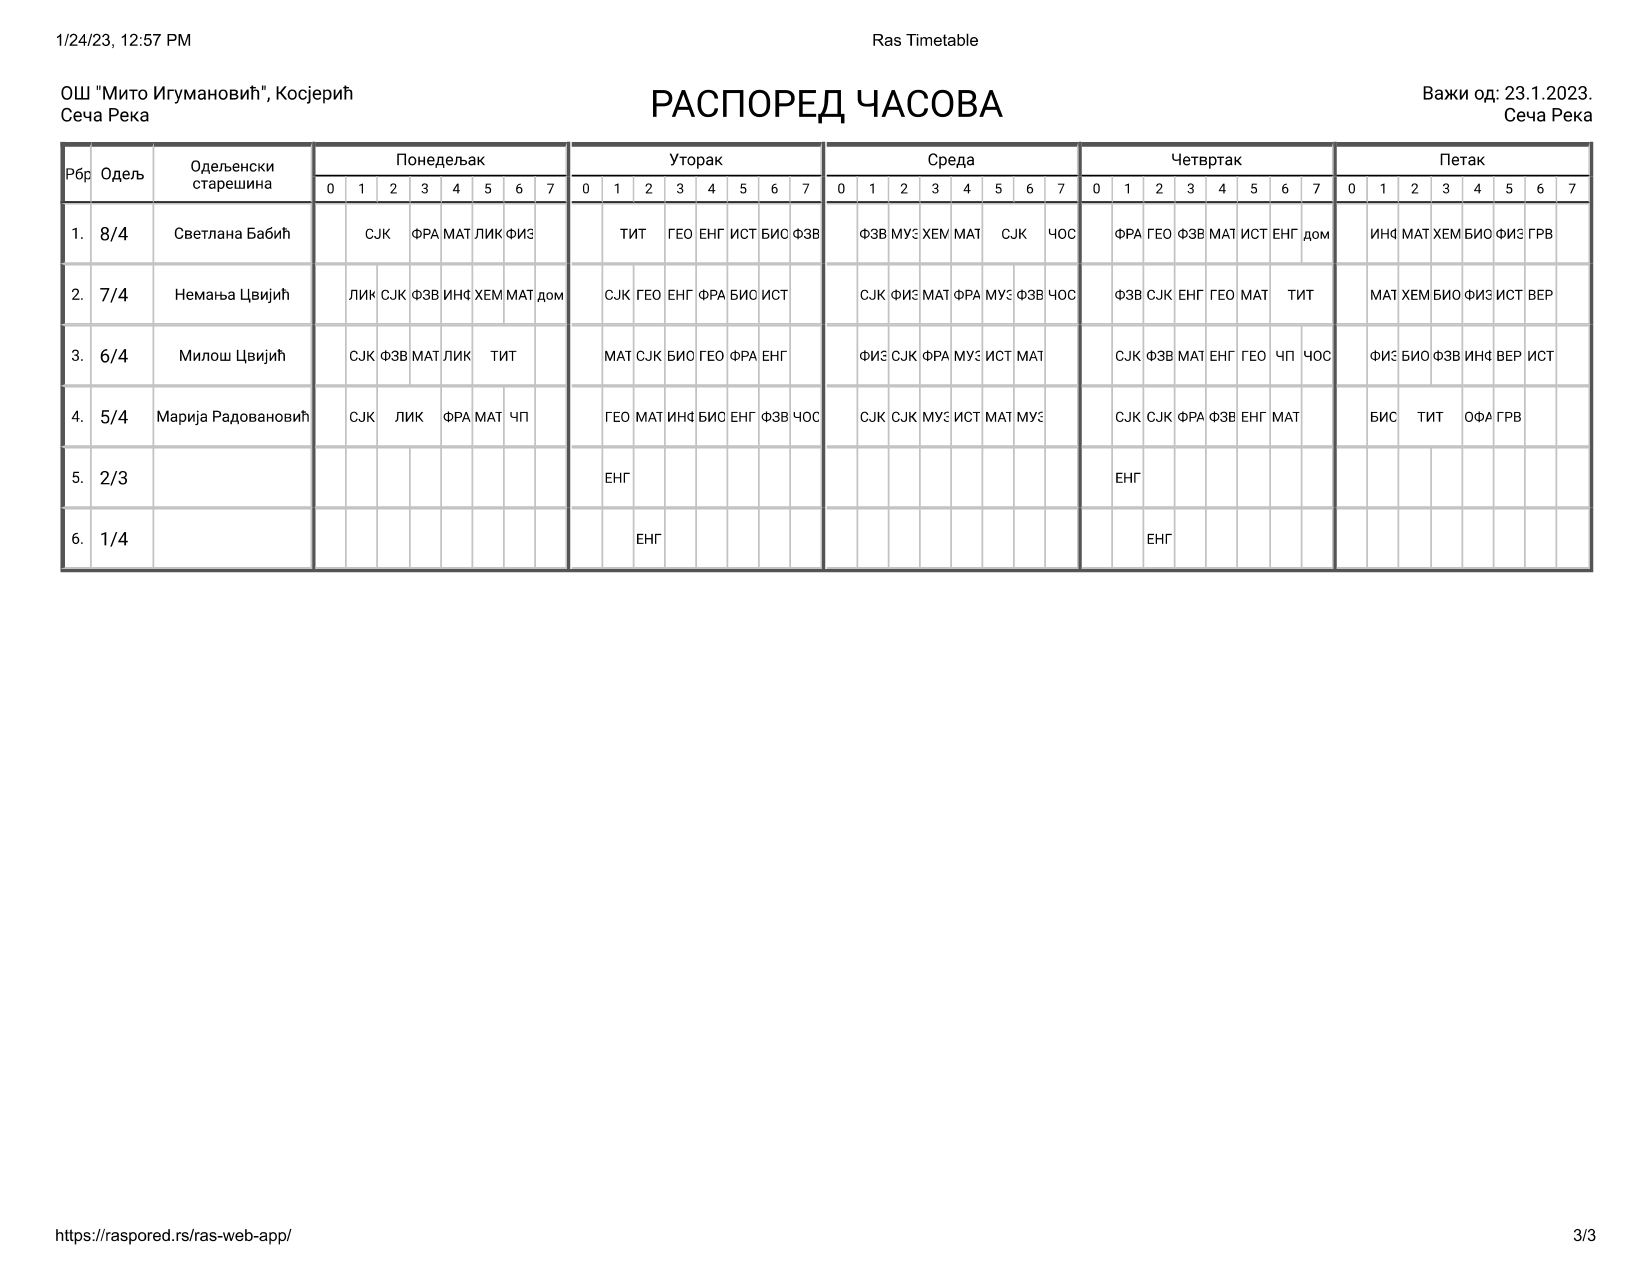 1/24/23, 12:57 PM Ras Timetable
ОШ "Мито Игумановић", Косјерић
Сеча Река
РАСПОРЕД ЧАСОВА
Важи од: 23.1.2023.
Сеча Река
Рбр Одељ Одељенски старешина Понедељак Уторак Среда Четвртак Петак
0 1 2 3 4 5 6 7 0 1 2 3 4 5 6 7 0 1 2 3 4 5 6 7 0 1 2 3 4 5 6 7 0 1 2 3 4 5 6 7
1. 8/4 Светлана Бабић СЈК ФРА МАТ ЛИК ФИЗ ТИТ ГЕО ЕНГ ИСТ БИО ФЗВ ФЗВ МУЗ ХЕМ МАТ СЈК ЧОС ФРА ГЕО ФЗВ МАТ ИСТ ЕНГ дом ИНФ МАТ ХЕМ БИО ФИЗ ГРВ
2. 7/4 Немања Цвијић ЛИК СЈК ФЗВ ИНФ ХЕМ МАТ дом СЈК ГЕО ЕНГ ФРА БИО ИСТ СЈК ФИЗ МАТ ФРА МУЗ ФЗВ ЧОС ФЗВ СЈК ЕНГ ГЕО МАТ ТИТ МАТ ХЕМ БИО ФИЗ ИСТ ВЕР
3. 6/4 Милош Цвијић СЈК ФЗВ МАТ ЛИК ТИТ МАТ СЈК БИО ГЕО ФРА ЕНГ ФИЗ СЈК ФРА МУЗ ИСТ МАТ СЈК ФЗВ МАТ ЕНГ ГЕО ЧП ЧОС ФИЗ БИО ФЗВ ИНФ ВЕР ИСТ
4. 5/4 Марија Радовановић СЈК ЛИК ФРА МАТ ЧП ГЕО МАТ ИНФ БИО ЕНГ ФЗВ ЧОС СЈК СЈК МУЗ ИСТ МАТ МУЗ СЈК СЈК ФРА ФЗВ ЕНГ МАТ БИО ТИТ ОФА ГРВ
5. 2/3 ЕНГ ЕНГ
6. 1/4 ЕНГ ЕНГ
https://raspored.rs/ras-web-app/ 3/3